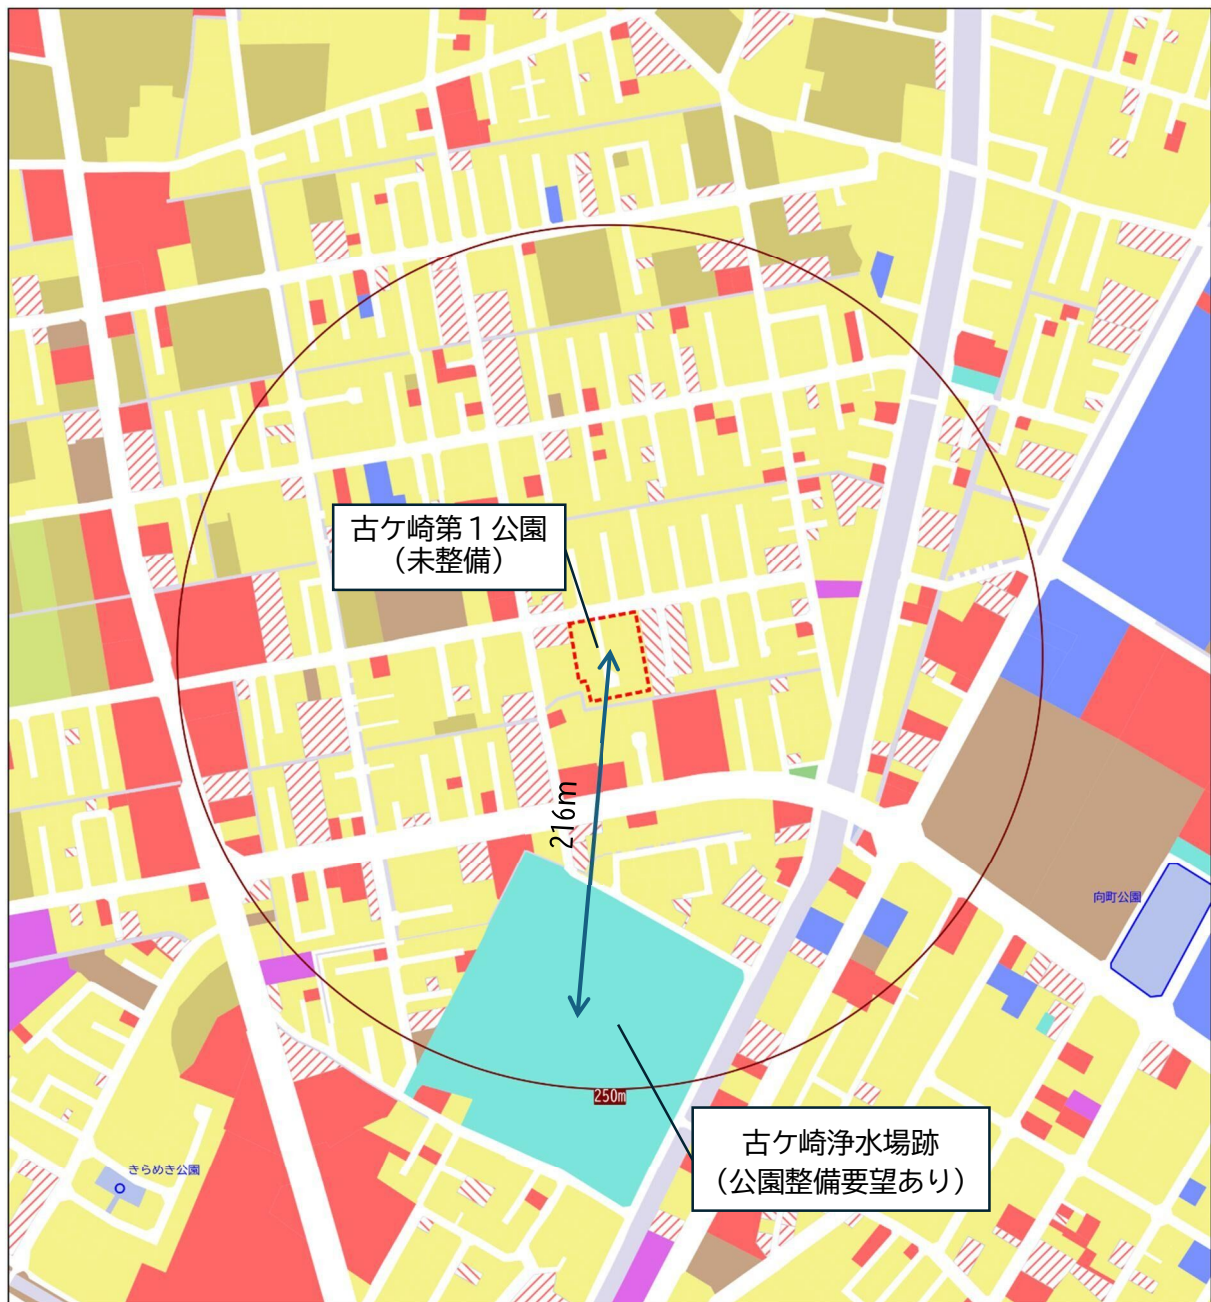 古ケ崎第１公園
（未整備）
216m
向町公園
250m
古ケ崎浄水場跡
（公園整備要望あり）
きらめき公園